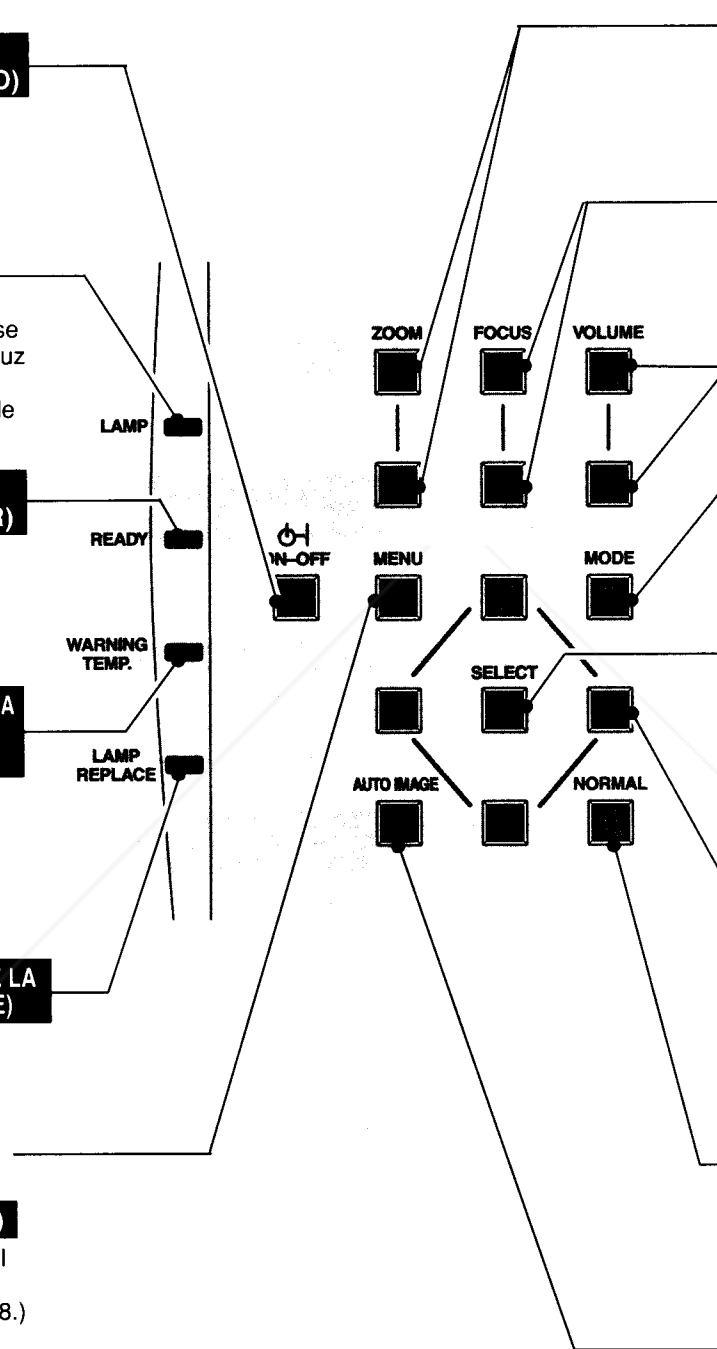 O)
se
uz
le
LAMP
R)
READY
WARNING
TEMP.
A
LAMP
REPLACE
LA
E)
)
l
8.)
ZOOM FOCUS VOLUME
N–OFF MENU MODE
SELECT
AUTO IMAGE NORMAL